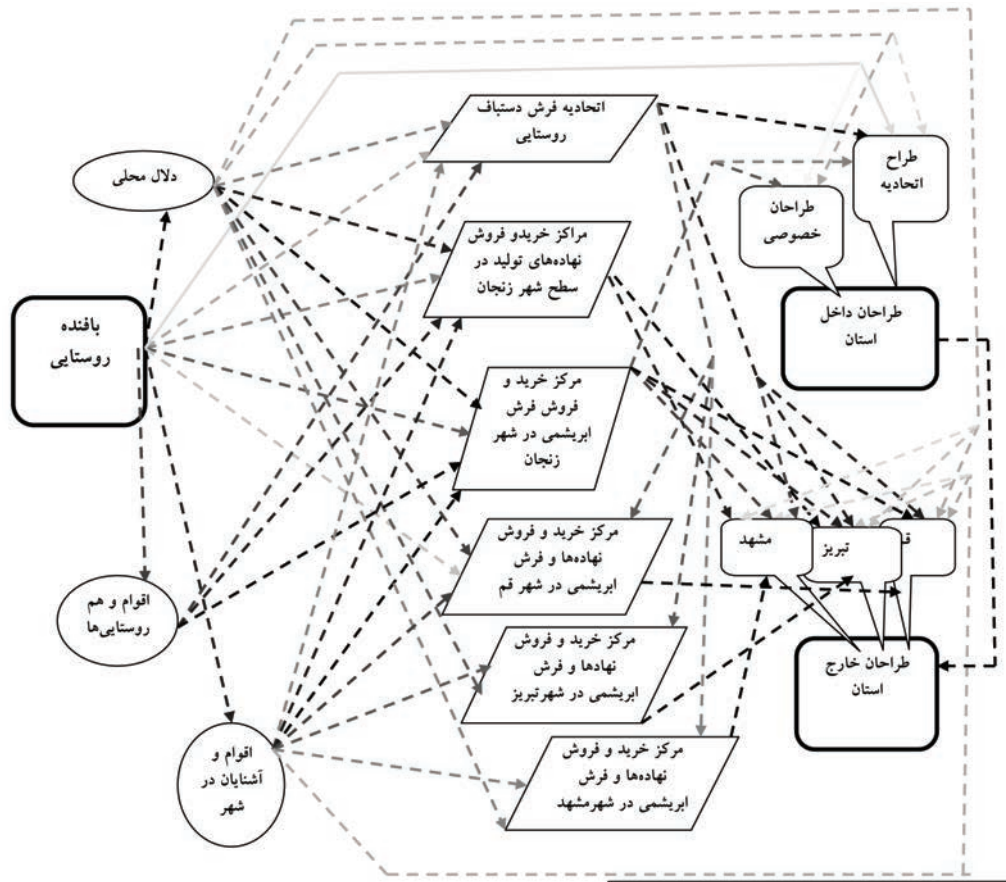 اتحادیه فرش دستباف
روستایی
طراح
اتحادیه
دلال محلی
طراحان
خصوصی
مراکز خریدو فروش
نهاده‌های تولید در
سطح شهر زنجان
طراحان داخل
استان
بافنده
روستایی
مرکز خرید و
فروش فرش
ابریشمی در شهر
زنجان
مشهد
تبریز
مرکز خرید و فروش
نهاده‌ها و فرش
ابریشمی در شهر قم
اقوام و هم
روستایی‌ها
مرکز خرید و فروش
نهادها و فرش
ابریشمی در شهرتبریز
طراحان خارج
استان
اقوام و
آشنایان در
شهر
مرکز خرید و فروش
نهاده‌ها و فرش
ابریشمی در شهرمشهد